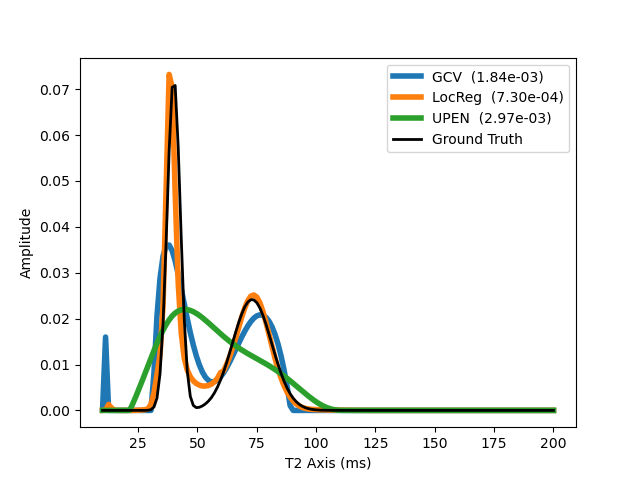 GCV (1.84e-03)
LocReg (7.30e-04)
UPEN (2.97e-03)
Ground Truth
0.07
0.06
0.05
0.04
0.03
0.02
0.01
0.00
Amplitude
25 50 75 100 125 150 175 200
T2 Axis (ms)